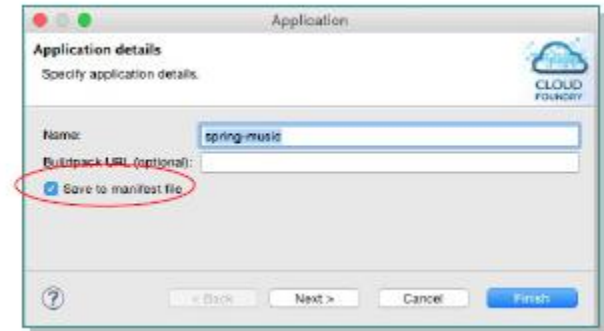 Application
Application details
Specify application details.
CLOUD
FOUNDRY
Name:
spring-music
Buildpack URL (optional):
Save to manifest file
?
< Back
Next >
Cancel
Finish